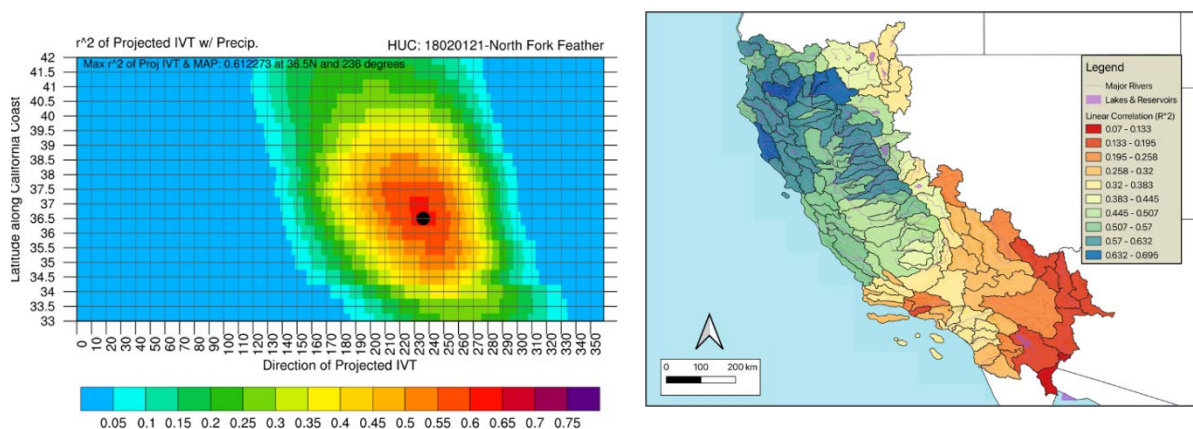 r^2 of Projected IVT w/ Precip.
HUC: 18020121-North Fork Feather
Max r^2 of Proj IVT & MAP: 0.612273 at 36.5N and 236 degrees
Latitude along California Coast
42
41.5
40.5
39.5
38.5
37.5
36.5
35.5
34.5
33.5
33
0 10 20 30 40 50 60 70 80 90 100 110 120 130 140 150 160 170 180 190 200 210 220 230 240 250 260 270 280 290 300 310 320 330 340 350
Direction of Projected IVT
0.05 0.1 0.15 0.2 0.25 0.3 0.35 0.4 0.45 0.5 0.55 0.6 0.65 0.7 0.75
Legend
Major Rivers
Lakes & Reservoirs
Linear Correlation (R^2)
0.07 - 0.133
0.133 - 0.195
0.195 - 0.258
0.258 - 0.32
0.32 - 0.383
0.383 - 0.445
0.445 - 0.507
0.507 - 0.57
0.57 - 0.632
0.632 - 0.695
0 100 200 km